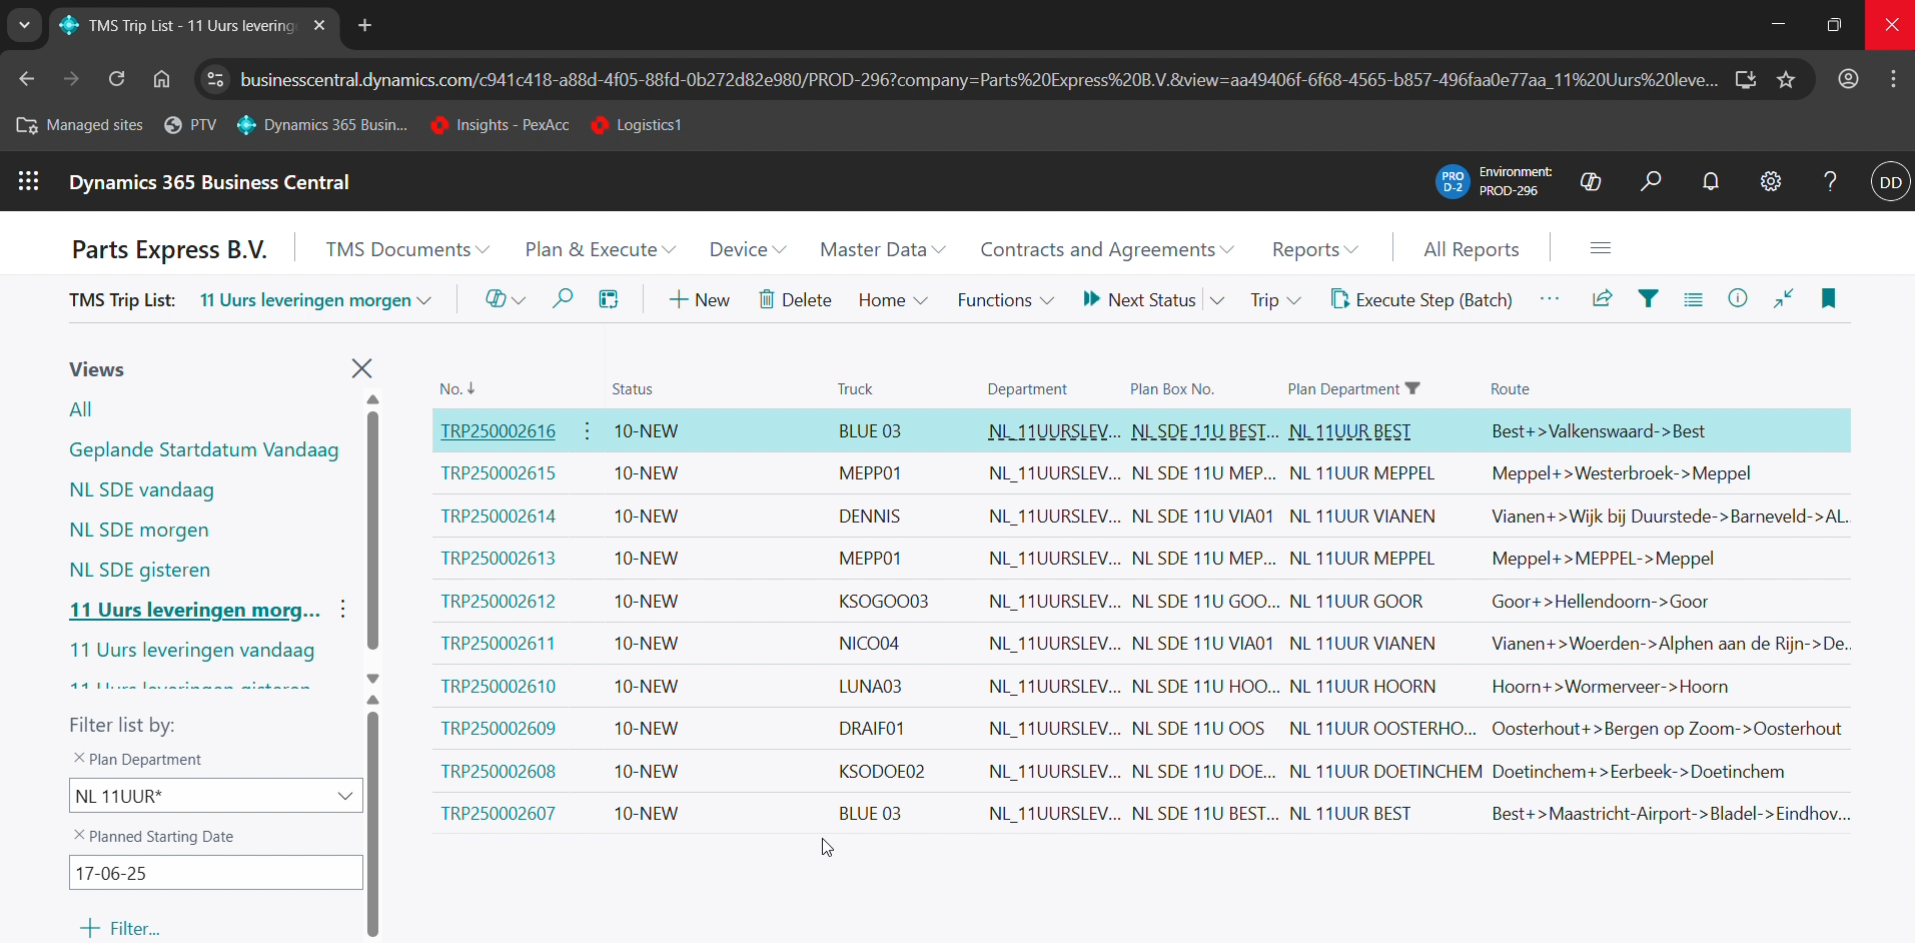 TMS Trip List - 11 Uurs levering
businesscentral.dynamics.com/c941c418-a88d-4f05-88fd-0b272d82e980/PROD-296?company=Parts%20Express%20B.V.&view=aa49406f-6f68-4565-b857-496faa0e77aa_11%20Uurs%20leve...
Managed sites PTV Dynamics 365 Busin... Insights - PexAcc Logistics1
Dynamics 365 Business Central PRO D-2 Environment: PROD-296 ? DD
Parts Express B.V. TMS Documents Plan & Execute Device Master Data Contracts and Agreements Reports All Reports
TMS Trip List: 11 Uurs leveringen morgen New Delete Home Functions Next Status Trip Execute Step (Batch) ...
Views
All
Geplande Startdatum Vandaag
NL SDE vandaag
NL SDE morgen
NL SDE gisteren
11 Uurs leveringen morg...
11 Uurs leveringen vandaag
11 Uurs leveringen gisteren
Filter list by:
× Plan Department
NL 11UUR*
× Planned Starting Date
17-06-25
+ Filter...
No. ↓ Status Truck Department Plan Box No. Plan Department Route
TRP250002616 10-NEW BLUE 03 NL_11UURSLEV... NL SDE 11U BEST... NL 11UUR BEST Best+>Valkenswaard->Best
TRP250002615 10-NEW MEPP01 NL_11UURSLEV... NL SDE 11U MEP... NL 11UUR MEPPEL Meppel+>Westerbroek->Meppel
TRP250002614 10-NEW DENNIS NL_11UURSLEV... NL SDE 11U VIA01 NL 11UUR VIANEN Vianen+>Wijk bij Duurstede->Barneveld->AL..
TRP250002613 10-NEW MEPP01 NL_11UURSLEV... NL SDE 11U MEP... NL 11UUR MEPPEL Meppel+>MEPPEL->Meppel
TRP250002612 10-NEW KSOGOO03 NL_11UURSLEV... NL SDE 11U GOO... NL 11UUR GOOR Goor+>Hellendoorn->Goor
TRP250002611 10-NEW NICO04 NL_11UURSLEV... NL SDE 11U VIA01 NL 11UUR VIANEN Vianen+>Woerden->Alphen aan de Rijn->De..
TRP250002610 10-NEW LUNA03 NL_11UURSLEV... NL SDE 11U HOO... NL 11UUR HOORN Hoorn+>Wormerveer->Hoorn
TRP250002609 10-NEW DRAIF01 NL_11UURSLEV... NL SDE 11U OOS NL 11UUR OOSTERHO... Oosterhout+>Bergen op Zoom->Oosterhout
TRP250002608 10-NEW KSODOE02 NL_11UURSLEV... NL SDE 11U DOE... NL 11UUR DOETINCHEM Doetinchem+>Eerbeek->Doetinchem
TRP250002607 10-NEW BLUE 03 NL_11UURSLEV... NL SDE 11U BEST... NL 11UUR BEST Best+>Maastricht-Airport->Bladel->Eindhov...